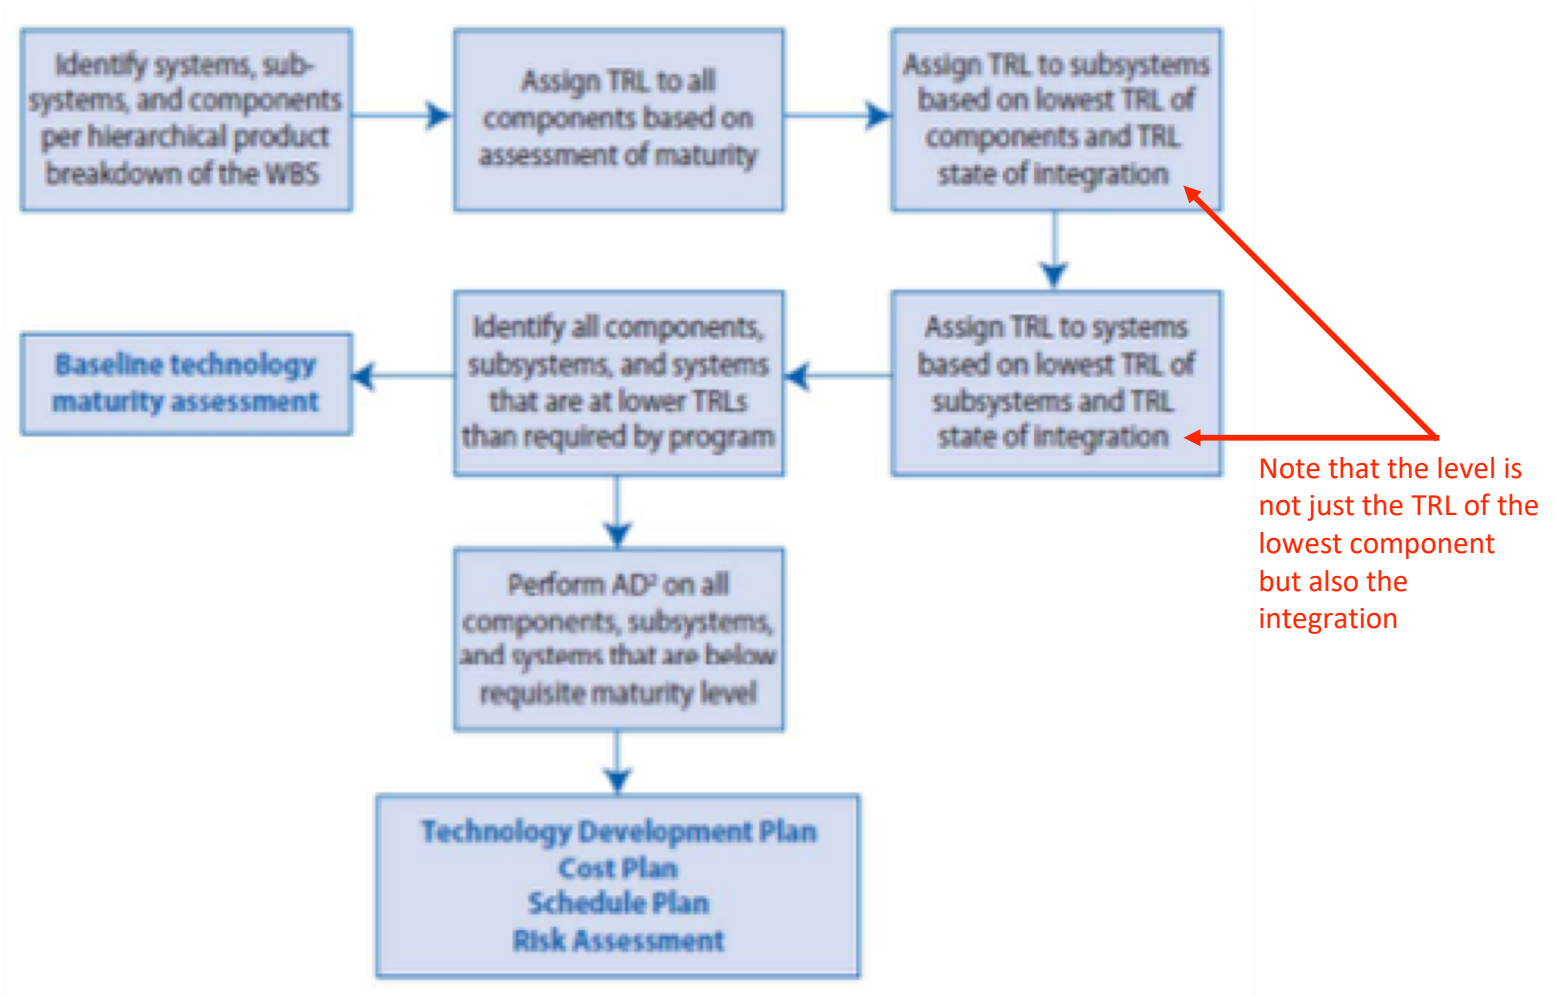 Identify systems, sub-
systems, and components
per hierarchical product
breakdown of the WBS
Assign TRL to all
components based on
assessment of maturity
Assign TRL to subsystems
based on lowest TRL of
components and TRL
state of integration
Assign TRL to systems
based on lowest TRL of
subsystems and TRL
state of integration
Identify all components,
subsystems, and systems
that are at lower TRLs
than required by program
Baseline technology
maturity assessment
Perform AD² on all
components, subsystems,
and systems that are below
requisite maturity level
Technology Development Plan
Cost Plan
Schedule Plan
Risk Assessment
Note that the level is
not just the TRL of the
lowest component
but also the
integration